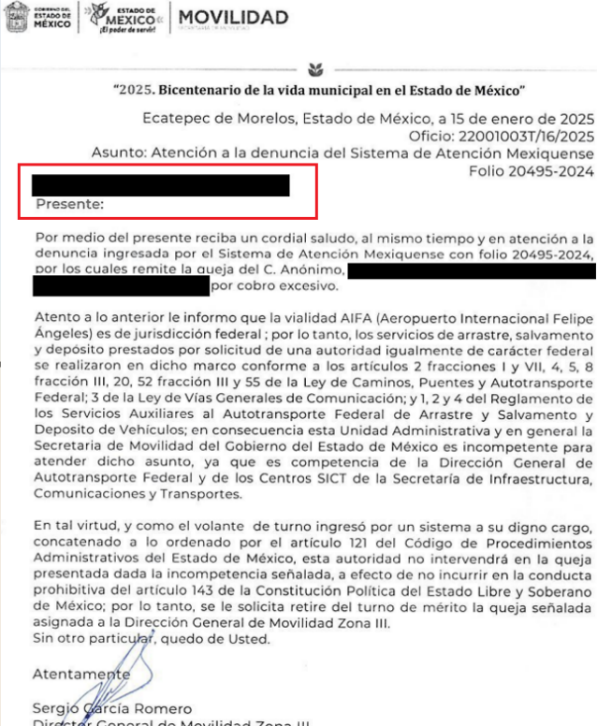 GOBIERNO DEL
ESTADO DE
MÉXICO
ESTADO DE
MÉXICO
¡El poder de servir!
MOVILIDAD
"2025. Bicentenario de la vida municipal en el Estado de México"
Ecatepec de Morelos, Estado de México, a 15 de enero de 2025
Oficio: 22001003T/16/2025
Asunto: Atención a la denuncia del Sistema de Atención Mexiquense
Folio 20495-2024
Presente:
Por medio del presente reciba un cordial saludo, al mismo tiempo y en atención a la
denuncia ingresada por el Sistema de Atención Mexiquense con folio 20495-2024,
por los cuales remite la queja del C. Anónimo,
por cobro excesivo.
Atento a lo anterior le informo que la vialidad AIFA (Aeropuerto Internacional Felipe
Ángeles) es de jurisdicción federal ; por lo tanto, los servicios de arrastre, salvamento
y depósito prestados por solicitud de una autoridad igualmente de carácter federal
se realizaron en dicho marco conforme a los artículos 2 fracciones I y VII, 4, 5, 8
fracción III, 20, 52 fracción III y 55 de la Ley de Caminos, Puentes y Autotransporte
Federal; 3 de la Ley de Vías Generales de Comunicación; y 1, 2 y 4 del Reglamento de
los Servicios Auxiliares al Autotransporte Federal de Arrastre y Salvamento y
Deposito de Vehículos; en consecuencia esta Unidad Administrativa y en general la
Secretaria de Movilidad del Gobierno del Estado de México es incompetente para
atender dicho asunto, ya que es competencia de la Dirección General de
Autotransporte Federal y de los Centros SICT de la Secretaría de Infraestructura,
Comunicaciones y Transportes.
En tal virtud, y como el volante de turno ingresó por un sistema a su digno cargo,
concatenado a lo ordenado por el artículo 121 del Código de Procedimientos
Administrativos del Estado de México, esta autoridad no intervendrá en la queja
presentada dada la incompetencia señalada, a efecto de no incurrir en la conducta
prohibitiva del artículo 143 de la Constitución Política del Estado Libre y Soberano
de México; por lo tanto, se le solicita retire del turno de mérito la queja señalada
asignada a la Dirección General de Movilidad Zona III.
Sin otro particular, quedo de Usted.
Atentamente
Sergio García Romero
Director General de Movilidad Zona III